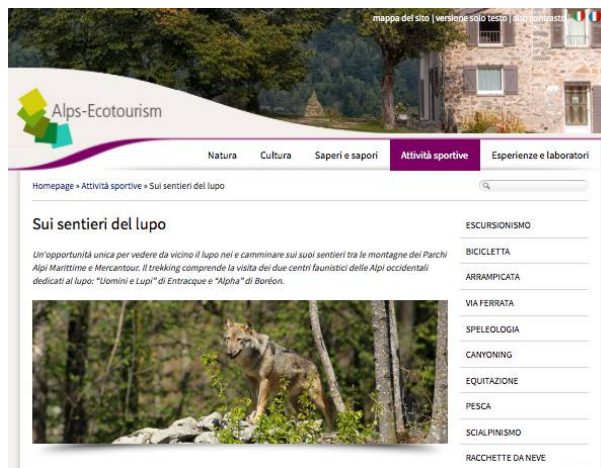 mappa del sito | versione solo testo | alto contrasto |
Alps-Ecotourism
Natura Cultura Saperi e sapori Attività sportive Esperienze e laboratori
Homepage » Attività sportive » Sui sentieri del lupo
Sui sentieri del lupo
Un'opportunità unica per vedere da vicino il lupo nei e camminare sui suoi sentieri tra le montagne dei Parchi
Alpi Marittime e Mercantour. Il trekking comprende la visita dei due centri faunistici delle Alpi occidentali
dedicati al lupo: "Uomini e Lupi" di Entracque e "Alpha" di Boréon.
ESCURSIONISMO
BICICLETTA
ARRAMPICATA
VIA FERRATA
SPELEOLOGIA
CANYONING
EQUITAZIONE
PESCA
SCIALPINISMO
RACCHETTE DA NEVE